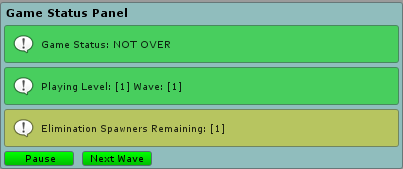 Game Status Panel
Game Status: NOT OVER
Playing Level: [1] Wave: [1]
Elimination Spawners Remaining: [1]
Pause Next Wave